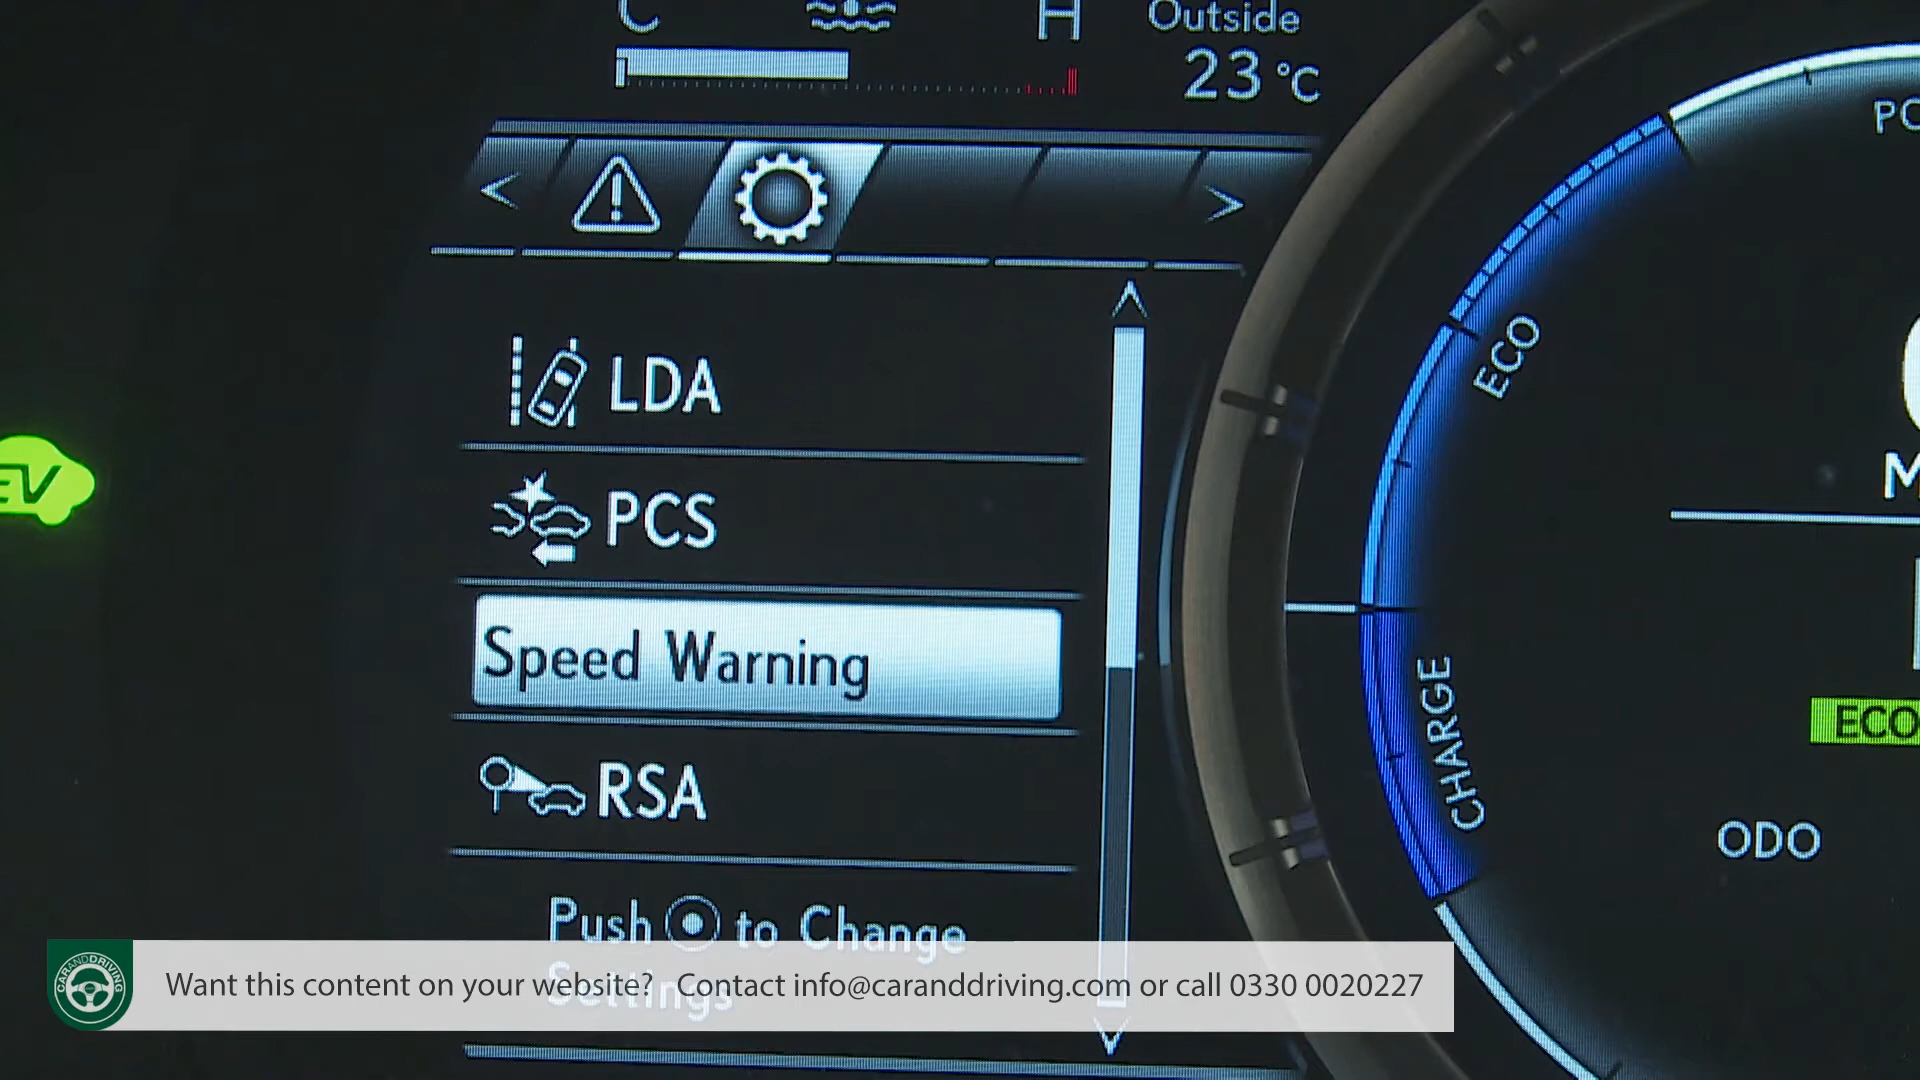 C H Outside
23 °C
LDA
PCS
Speed Warning
RSA
Push to Change
Settings
EV
ECO
CHARGE
ECO
ODO
CARANDDRIVING
Want this content on your website? Contact info@caranddriving.com or call 0330 0020227